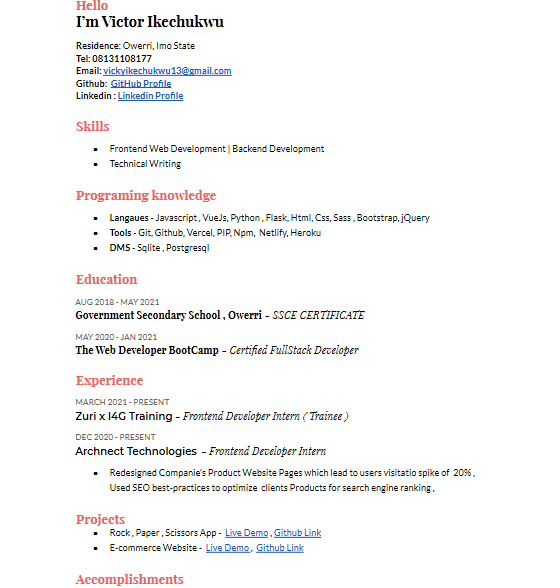 Hello
I'm Victor Ikechukwu
Residence: Owerri, Imo State
Tel: 08131108177
Email: vickyikechukwu13@gmail.com
Github: GitHub Profile
Linkedin : Linkedin Profile
Skills
Frontend Web Development | Backend Development
Technical Writing
Programing knowledge
Langaues - Javascript , VueJs, Python , Flask, Html, Css, Sass , Bootstrap, jQuery
Tools - Git, Github, Vercel, PIP, Npm, Netlify, Heroku
DMS - Sqlite , Postgresql
Education
AUG 2018 - MAY 2021
Government Secondary School , Owerri - SSCE CERTIFICATE
MAY 2020 - JAN 2021
The Web Developer BootCamp - Certified FullStack Developer
Experience
MARCH 2021 - PRESENT
Zuri x I4G Training - Frontend Developer Intern ( Trainee )
DEC 2020 - PRESENT
Archnect Technologies - Frontend Developer Intern
Redesigned Companie's Product Website Pages which lead to users visitatio spike of 20% ,
Used SEO best-practices to optimize clients Products for search engine ranking ,
Projects
Rock , Paper , Scissors App - Live Demo , Github Link
E-commerce Website - Live Demo , Github Link
Accomplishments